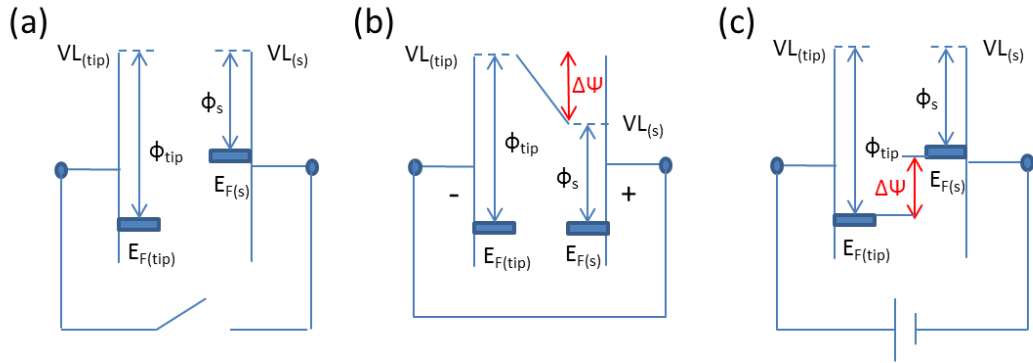 (a)
VL(tip)
VL(s)
ϕs
ϕtip
EF(s)
EF(tip)
(b)
VL(tip)
ΔΨ
VL(s)
ϕtip
ϕs
-
+
EF(tip)
EF(s)
(c)
VL(tip)
VL(s)
ϕs
ϕtip
ΔΨ
EF(s)
EF(tip)